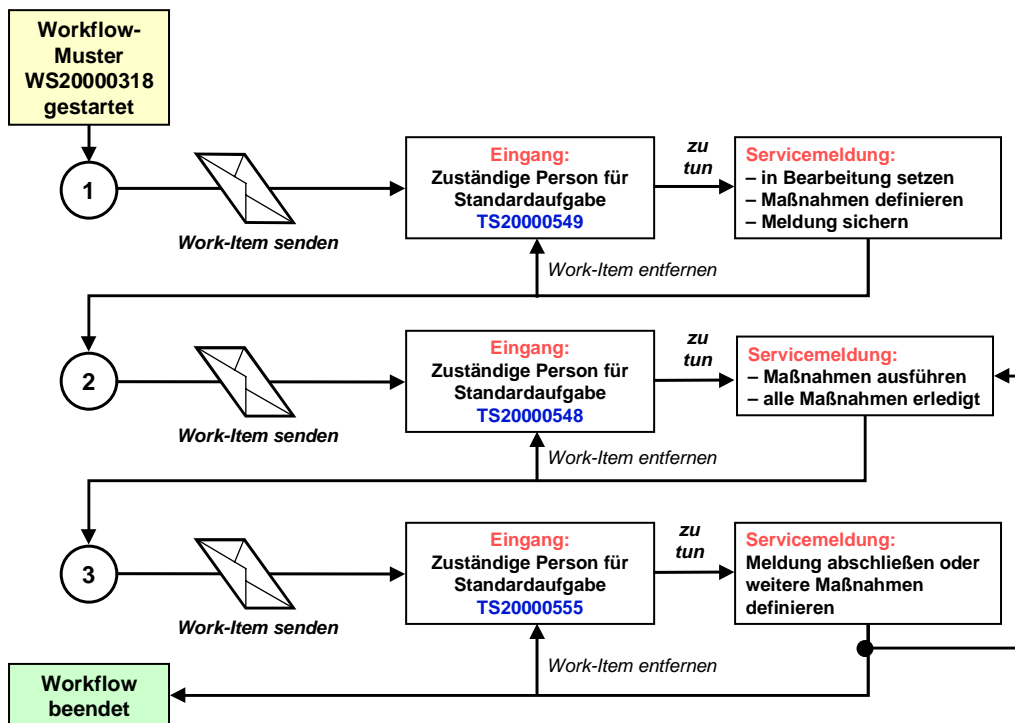 Workflow-
Muster
WS20000318
gestartet
1
Work-Item senden
Eingang:
Zuständige Person für
Standardaufgabe
TS20000549
zu
tun
Servicemeldung:
– in Bearbeitung setzen
– Maßnahmen definieren
– Meldung sichern
Work-Item entfernen
2
Work-Item senden
Eingang:
Zuständige Person für
Standardaufgabe
TS20000548
zu
tun
Servicemeldung:
– Maßnahmen ausführen
– alle Maßnahmen erledigt
Work-Item entfernen
3
Work-Item senden
Eingang:
Zuständige Person für
Standardaufgabe
TS20000555
zu
tun
Servicemeldung:
Meldung abschließen oder
weitere Maßnahmen
definieren
Work-Item entfernen
Workflow
beendet